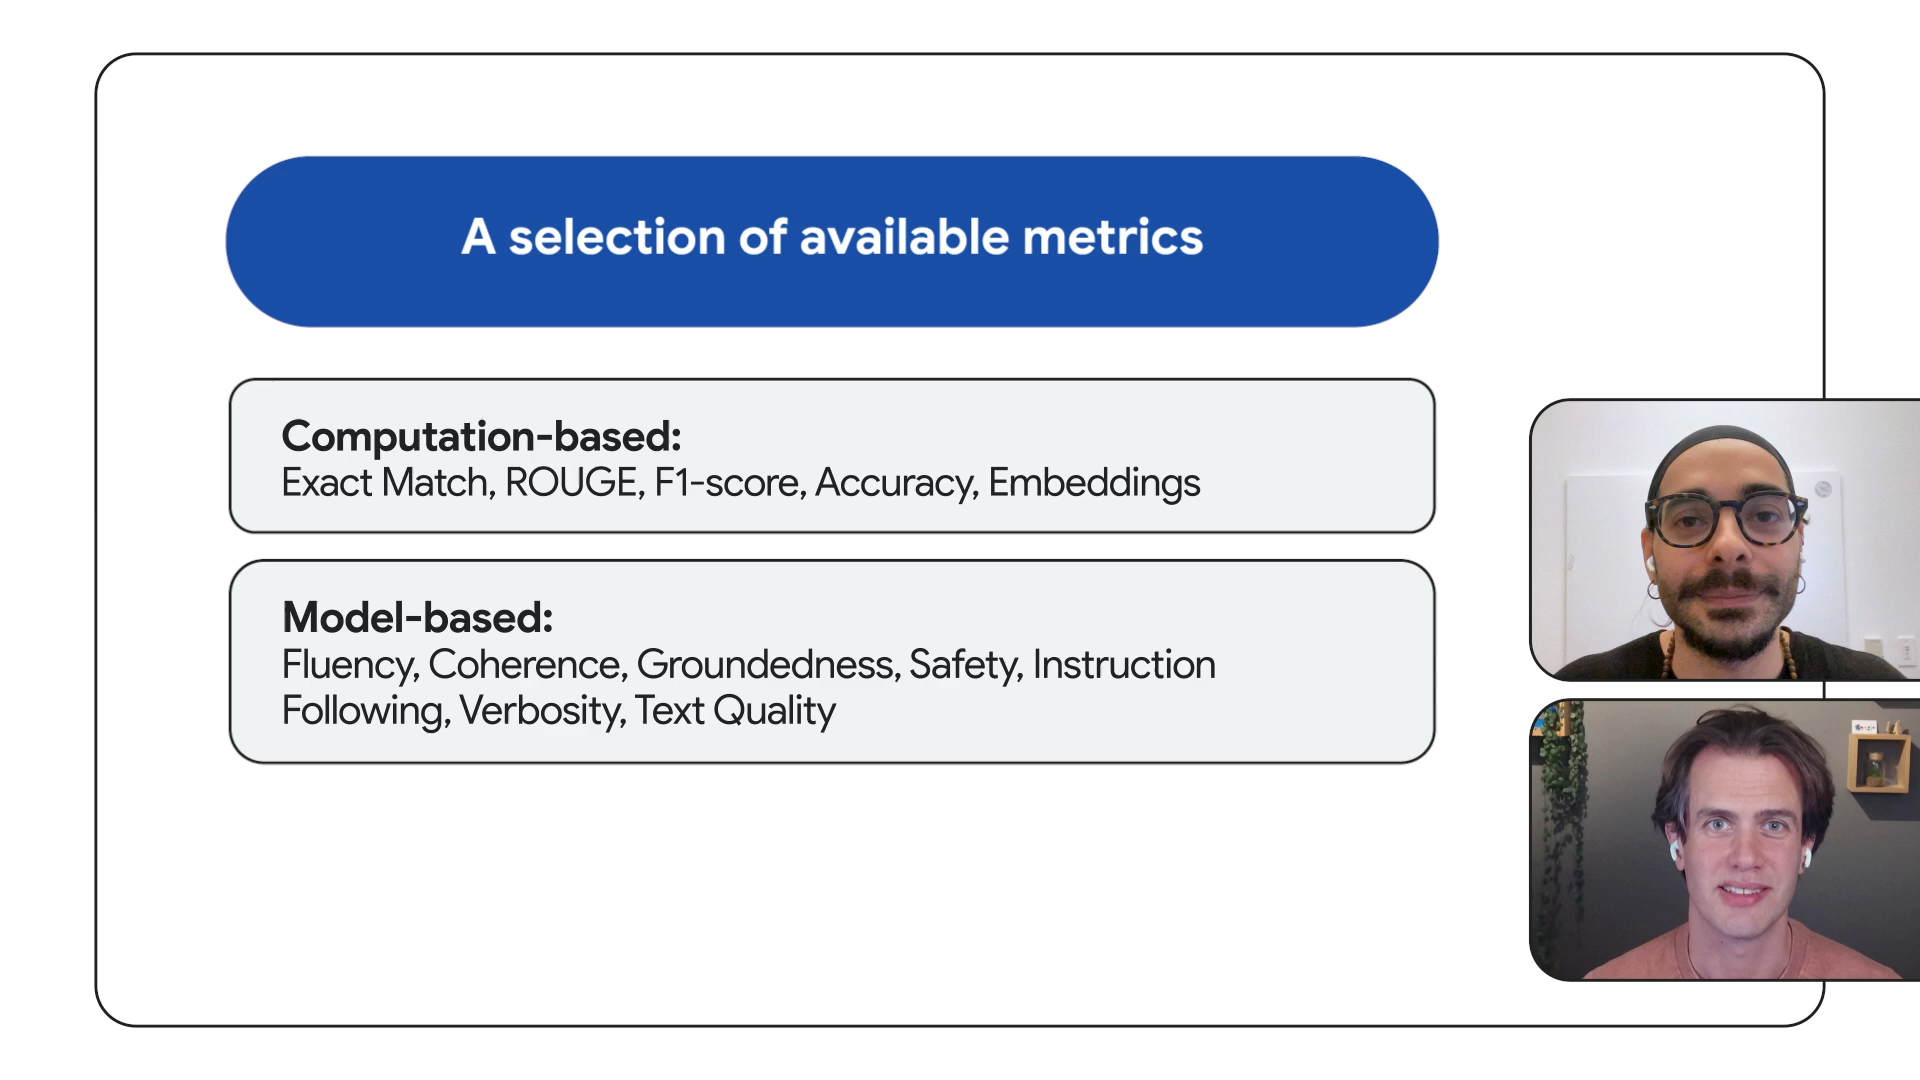 A selection of available metrics
Computation-based:
Exact Match, ROUGE, F1-score, Accuracy, Embeddings
Model-based:
Fluency, Coherence, Groundedness, Safety, Instruction
Following, Verbosity, Text Quality